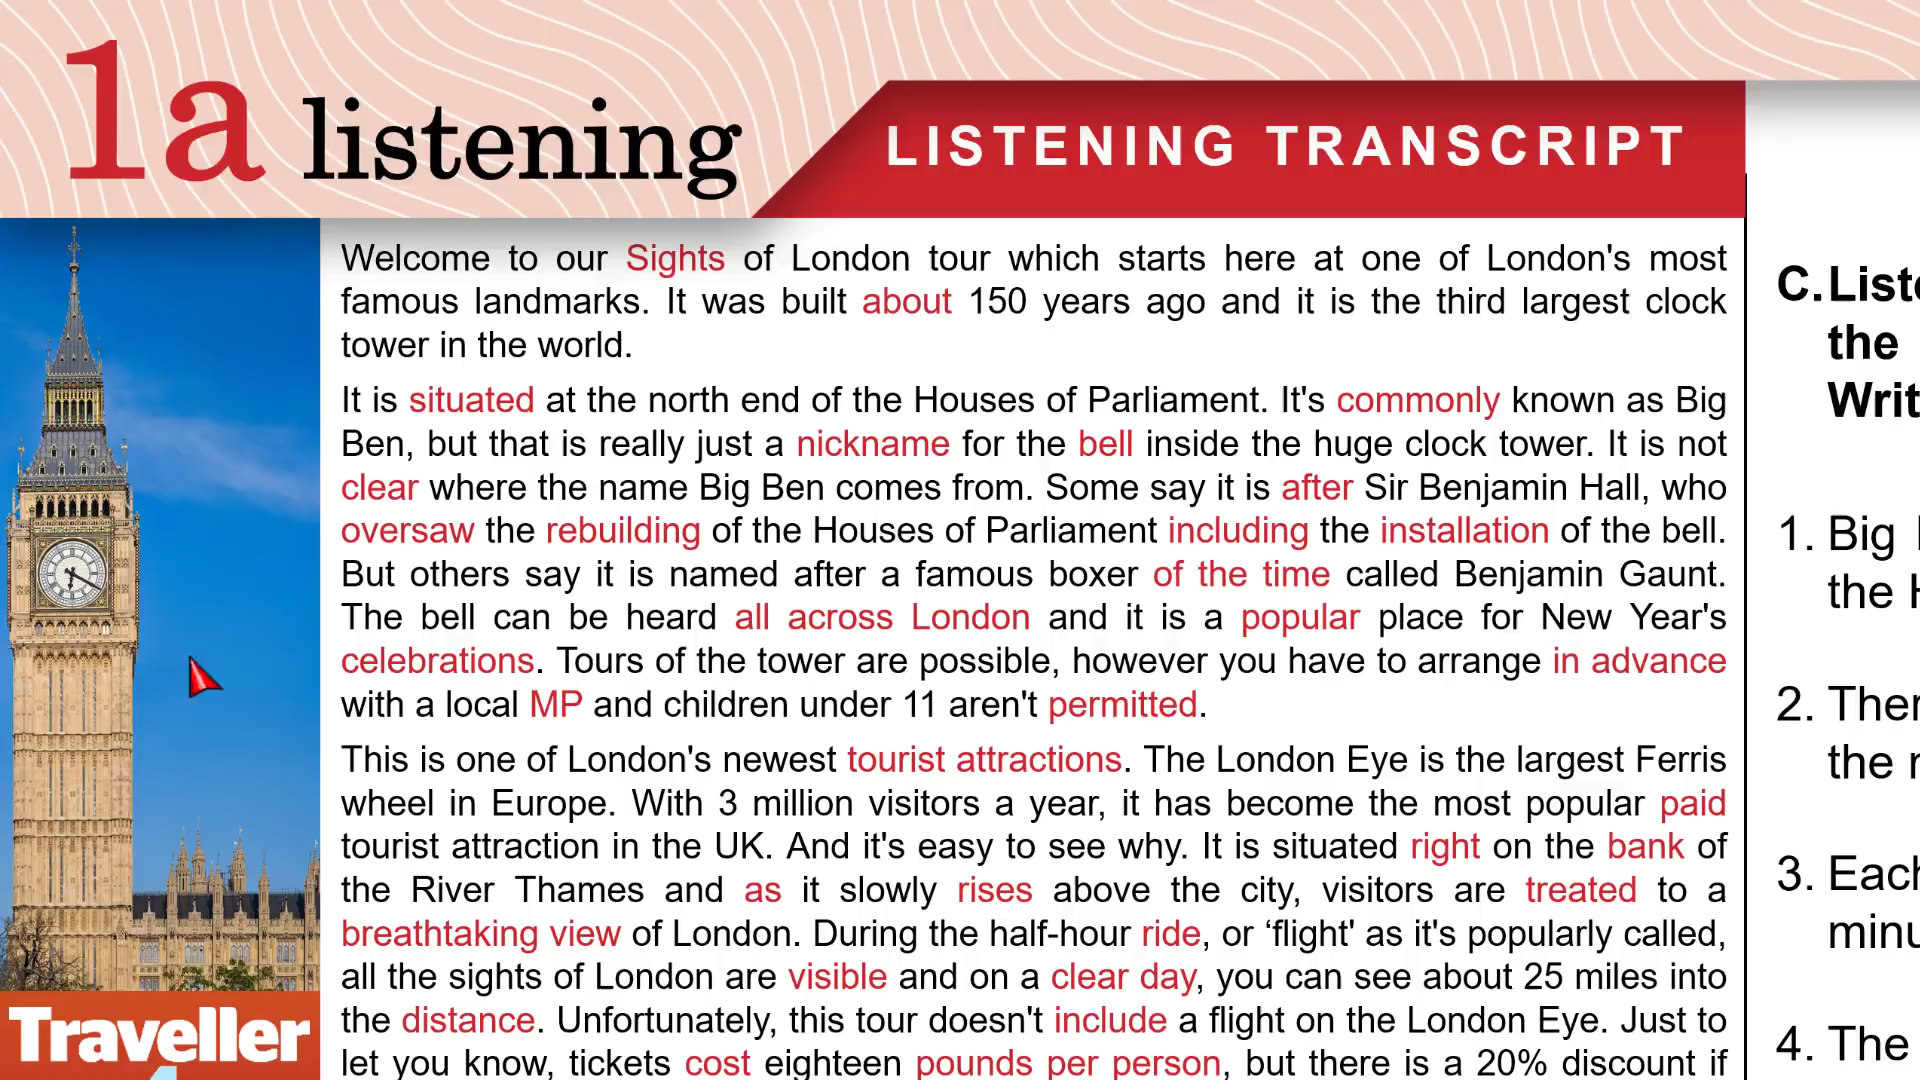 1a listening
LISTENING TRANSCRIPT
Welcome to our Sights of London tour which starts here at one of London's most
famous landmarks. It was built about 150 years ago and it is the third largest clock
tower in the world.
It is situated at the north end of the Houses of Parliament. It's commonly known as Big
Ben, but that is really just a nickname for the bell inside the huge clock tower. It is not
clear where the name Big Ben comes from. Some say it is after Sir Benjamin Hall, who
oversaw the rebuilding of the Houses of Parliament including the installation of the bell.
But others say it is named after a famous boxer of the time called Benjamin Gaunt.
The bell can be heard all across London and it is a popular place for New Year's
celebrations. Tours of the tower are possible, however you have to arrange in advance
with a local MP and children under 11 aren't permitted.
This is one of London's newest tourist attractions. The London Eye is the largest Ferris
wheel in Europe. With 3 million visitors a year, it has become the most popular paid
tourist attraction in the UK. And it's easy to see why. It is situated right on the bank of
the River Thames and as it slowly rises above the city, visitors are treated to a
breathtaking view of London. During the half-hour ride, or ‘flight' as it's popularly called,
all the sights of London are visible and on a clear day, you can see about 25 miles into
the distance. Unfortunately, this tour doesn't include a flight on the London Eye. Just to
let you know, tickets cost eighteen pounds per person, but there is a 20% discount if
Traveller
C.
the
1. Big
the
2.
the
3.
4. The